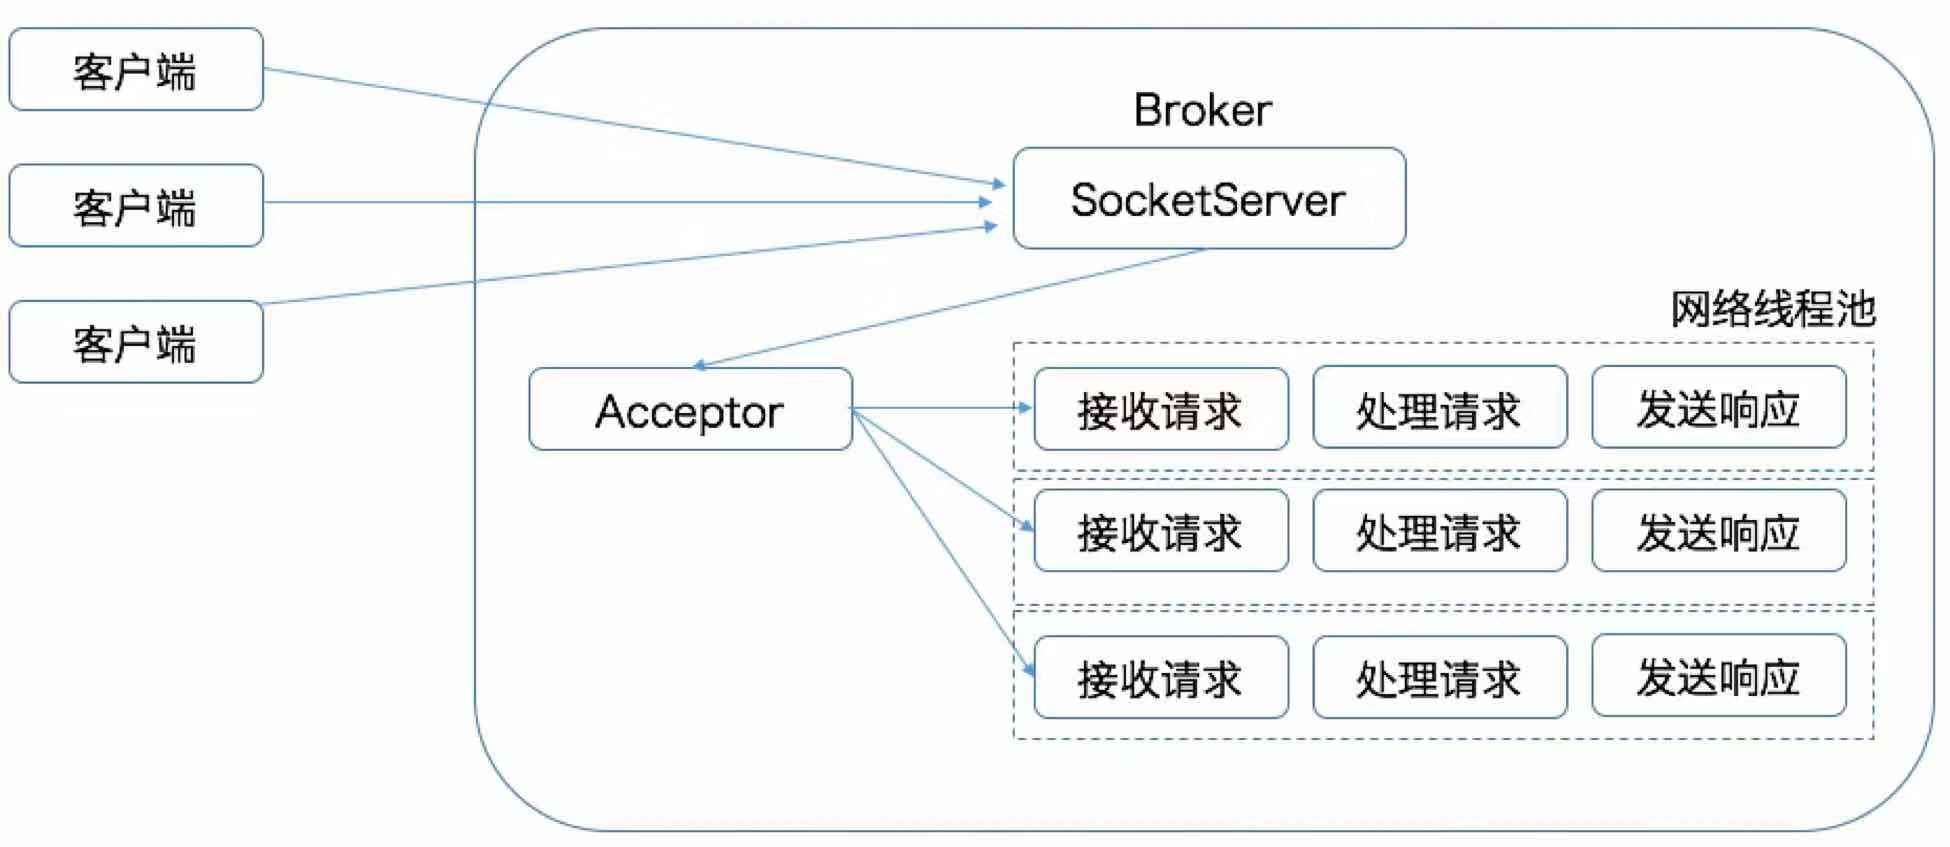 客户端
客户端
客户端
Broker
SocketServer
网络线程池
Acceptor
接收请求 处理请求 发送响应
接收请求 处理请求 发送响应
接收请求 处理请求 发送响应